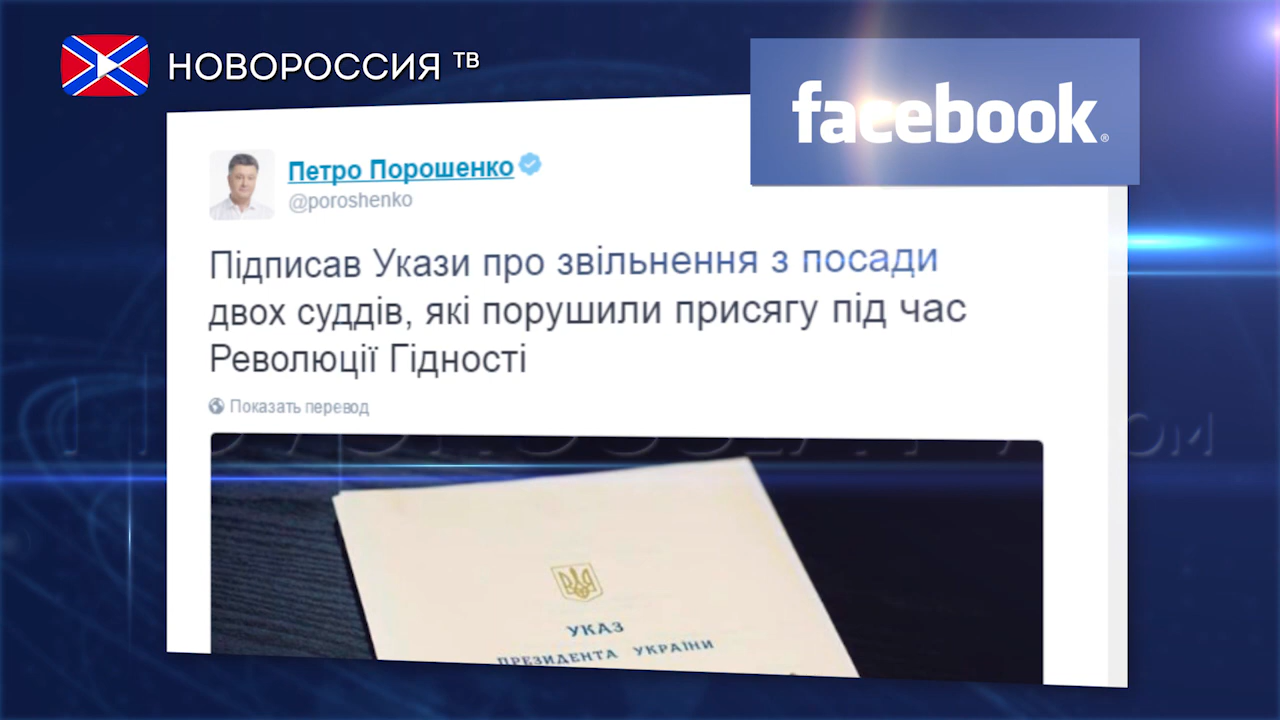 НОВОРОССИЯ ТВ
facebook®
Петро Порошенко
@poroshenko
Підписав Укази про звільнення з посади
двох суддів, які порушили присягу під час
Революції Гідності
Показать перевод
УКАЗ
ПРЕЗИДЕНТА УКРАЇНИ